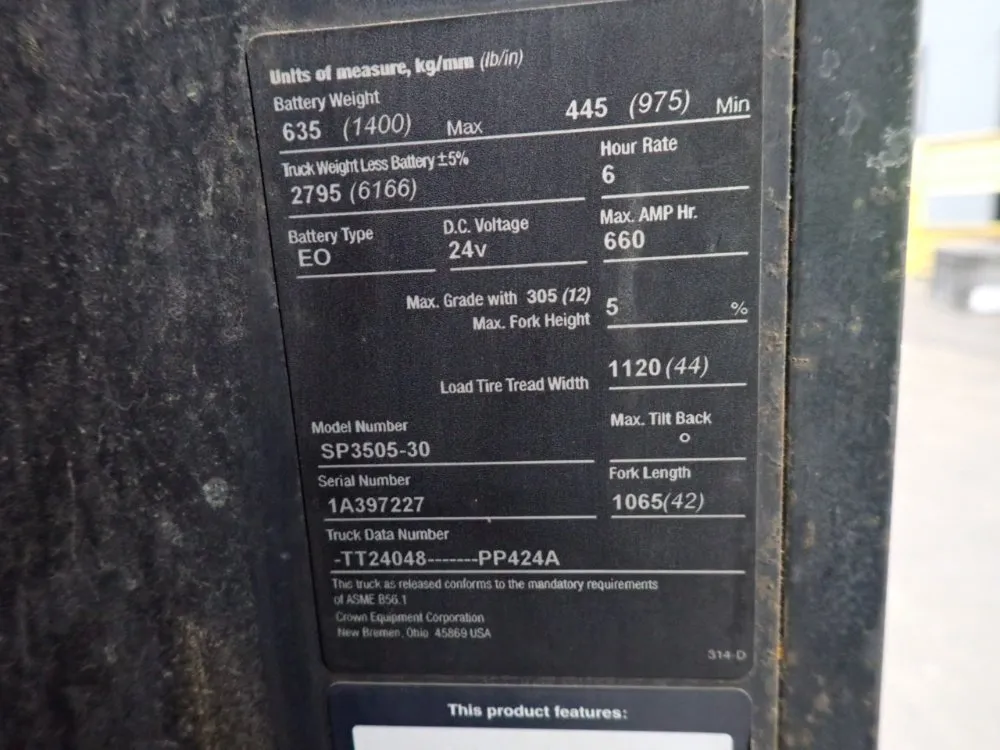 Units of measure, kg/mm (lb/in)
Battery Weight
635 (1400) Max 445 (975) Min
Truck Weight Less Battery ±5%
2795 (6166)
Hour Rate
6
Battery Type
EO
D.C. Voltage
24v
Max. AMP Hr.
660
Max. Grade with 305 (12)
Max. Fork Height
5 %
Load Tire Tread Width 1120 (44)
Model Number
SP3505-30
Max. Tilt Back
°
Serial Number
1A397227
Fork Length
1065(42)
Truck Data Number
-TT24048-------PP424A
This truck as released conforms to the mandatory requirements
of ASME B56.1
Crown Equipment Corporation
New Bremen, Ohio 45869 USA
314-D
This product features: